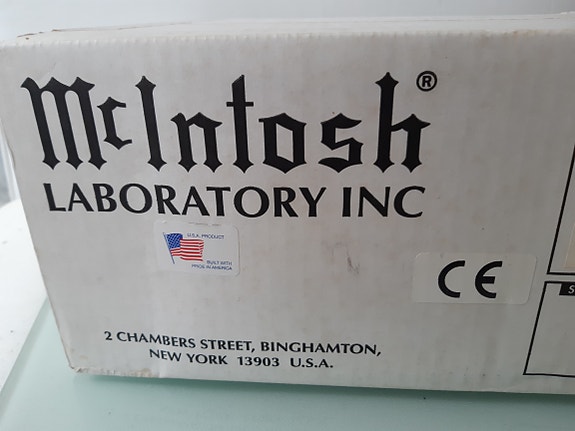 McIntosh®
LABORATORY INC
U.S.A. PRODUCT
BUILT WITH
PRIDE IN AMERICA
CE
2 CHAMBERS STREET, BINGHAMTON,
NEW YORK 13903 U.S.A.